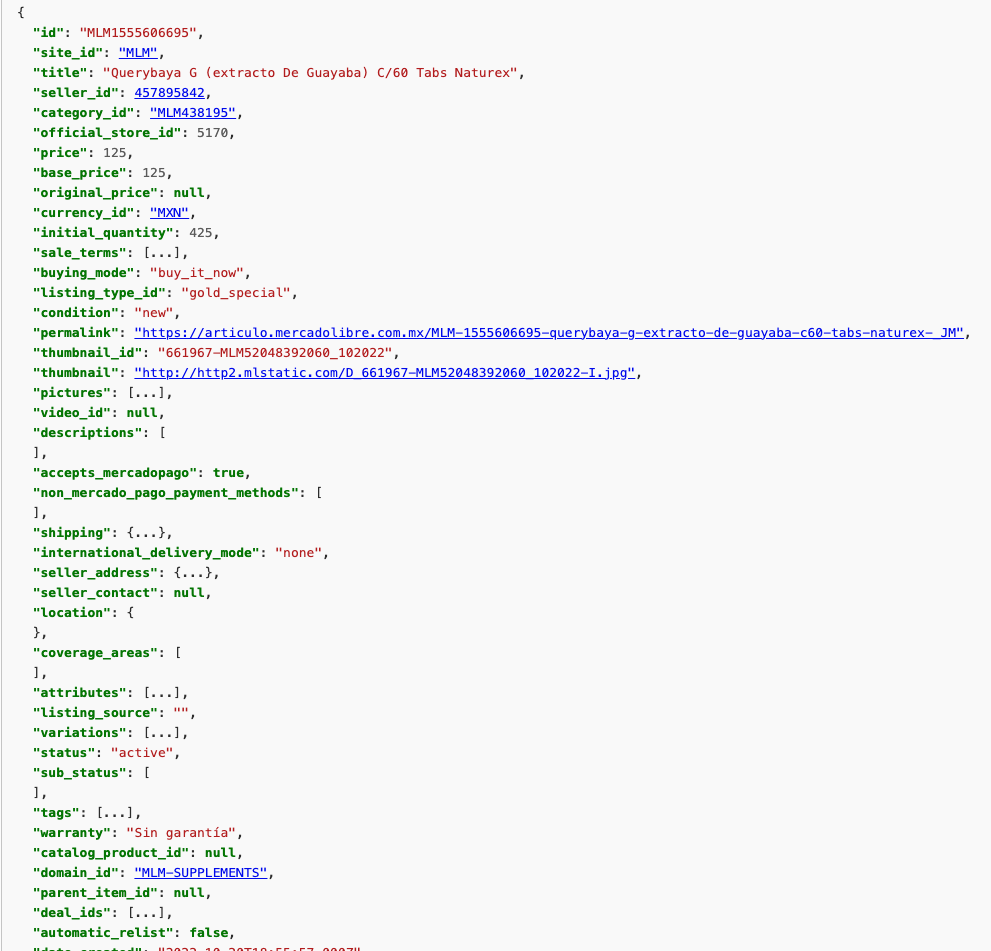 {
"id": "MLM1555606695",
"site_id": "MLM",
"title": "Querybaya G (extracto De Guayaba) C/60 Tabs Naturex",
"seller_id": 457895842,
"category_id": "MLM438195",
"official_store_id": 5170,
"price": 125,
"base_price": 125,
"original_price": null,
"currency_id": "MXN",
"initial_quantity": 425,
"sale_terms": [...],
"buying_mode": "buy_it_now",
"listing_type_id": "gold_special",
"condition": "new",
"permalink": "https://articulo.mercadolibre.com.mx/MLM-1555606695-querybaya-g-extracto-de-guayaba-c60-tabs-naturex-_JM",
"thumbnail_id": "661967-MLM52048392060_102022",
"thumbnail": "http://http2.mlstatic.com/D_661967-MLM52048392060_102022-I.jpg",
"pictures": [...],
"video_id": null,
"descriptions": [
],
"accepts_mercadopago": true,
"non_mercado_pago_payment_methods": [
],
"shipping": {...},
"international_delivery_mode": "none",
"seller_address": {...},
"seller_contact": null,
"location": {
},
"coverage_areas": [
],
"attributes": [...],
"listing_source": "",
"variations": [...],
"status": "active",
"sub_status": [
],
"tags": [...],
"warranty": "Sin garantía",
"catalog_product_id": null,
"domain_id": "MLM-SUPPLEMENTS",
"parent_item_id": null,
"deal_ids": [...],
"automatic_relist": false,